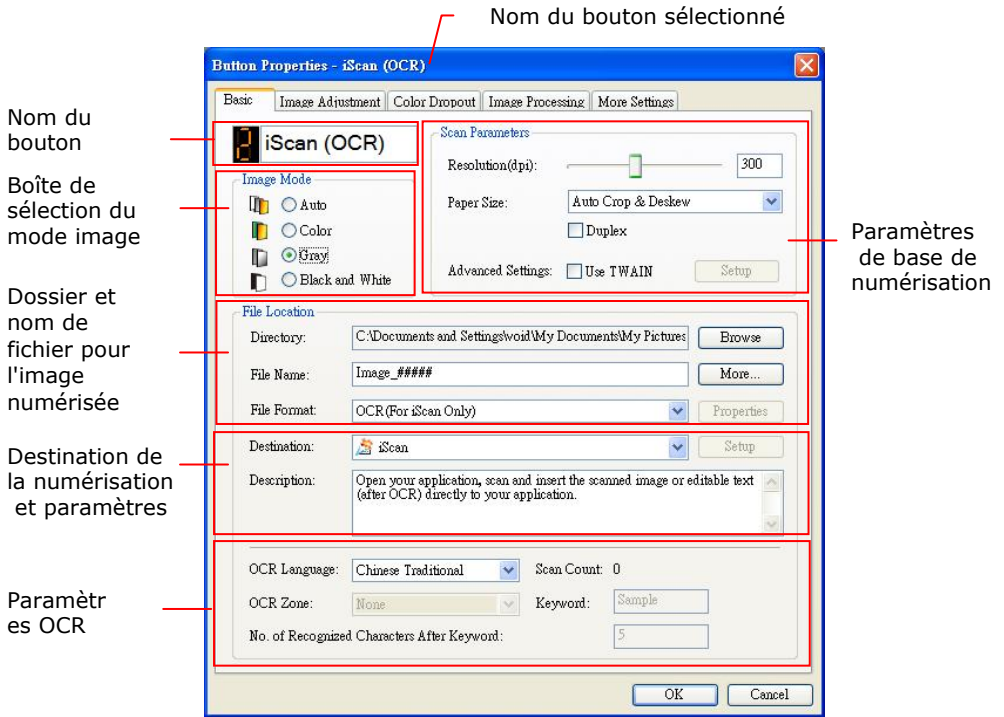 Nom du bouton sélectionné
Button Properties - iScan (OCR)
Basic Image Adjustment Color Dropout Image Processing More Settings
Nom du
bouton
2 iScan (OCR)
Boîte de
sélection du
mode image
Image Mode
Auto
Color
Gray
Black and White
Scan Parameters
Resolution(dpi): 300
Paper Size: Auto Crop & Deskew
Duplex
Advanced Settings: Use TWAIN Setup
Paramètres
de base de
numérisation
Dossier et
nom de
fichier pour
l'image
numérisée
File Location
Directory: C:\Documents and Settings\void\My Documents\My Pictures Browse
File Name: Image_##### More...
File Format: OCR(For iScan Only) Properties
Destination de
la numérisation
et paramètres
Destination: iScan Setup
Description: Open your application, scan and insert the scanned image or editable text
(after OCR) directly to your application.
Paramètr
es OCR
OCR Language: Chinese Traditional Scan Count: 0
OCR Zone: None Keyword: Sample
No. of Recognized Characters After Keyword: 5
OK Cancel